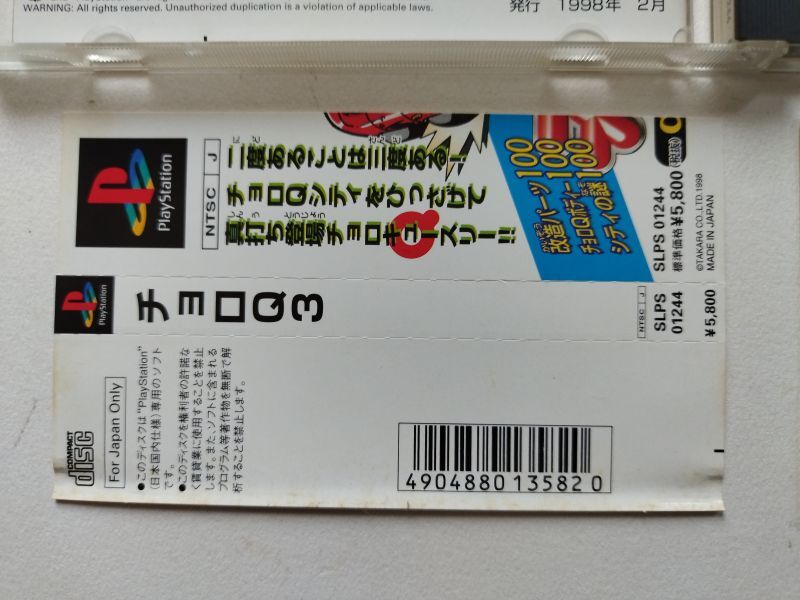 WARNING: All rights reserved. Unauthorized duplication is a violation of applicable laws.
発行 1998年 2月
PlayStation
NTSC J
二度あることは三度ある!
チョロQシティをひっさげて
真打ち登場チョロキュースリー!!
改造パーツ100
チョロQボディー100
シティの謎100
SLPS 01244
標準価格¥5,800(税抜)
©TAKARA CO.,LTD.1998
MADE IN JAPAN
PlayStation
チョロQ3
NTSC J
SLPS
01244
¥5,800
COMPACT
disc
For Japan Only
●このディスクは"PlayStation"
(日本国内仕様)専用のソフト
です。
●このディスクを権利者の許諾な
く賃貸業に使用することを禁止
します。また、ソフトに含まれる
プログラム等著作物を無断で解
析することを禁止します。
4904880135820